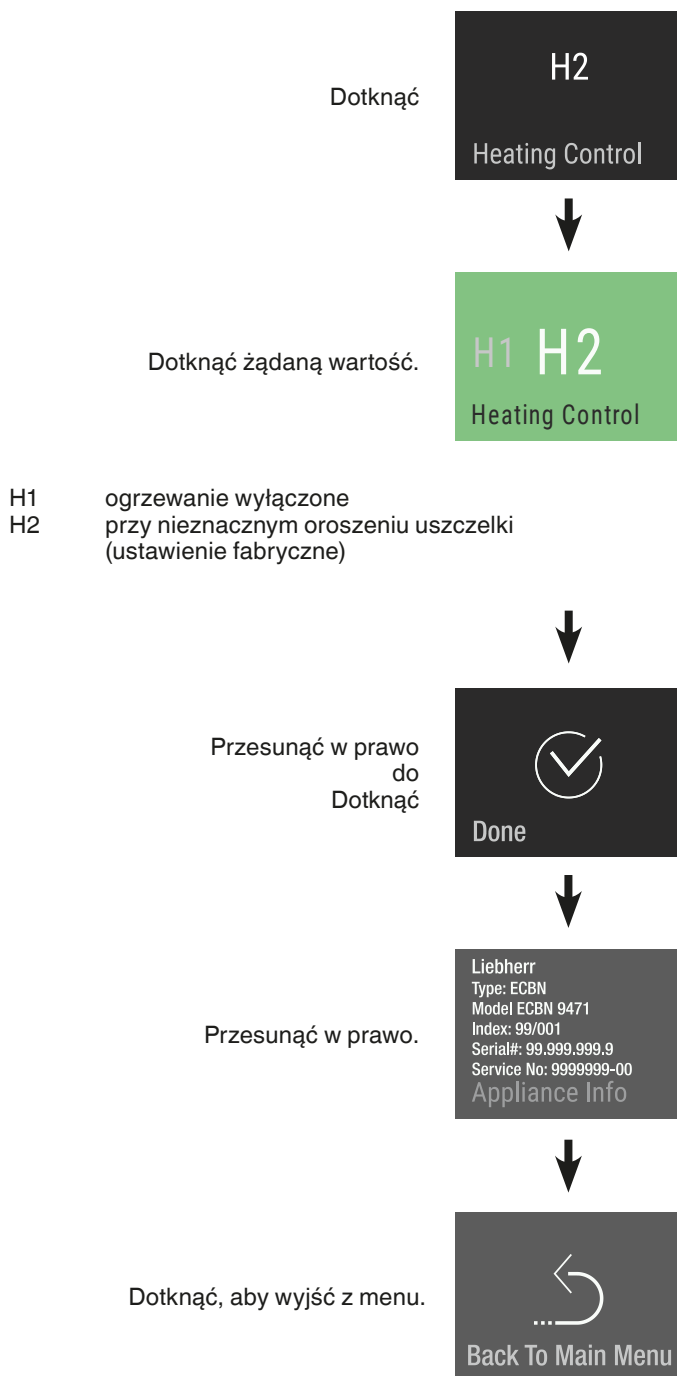 Dotknąć
H2
Heating Control
Dotknąć żądaną wartość.
H1 H2
Heating Control
H1 ogrzewanie wyłączone
H2 przy nieznacznym oroszeniu uszczelki
(ustawienie fabryczne)
Przesunąć w prawo
do
Dotknąć
Done
Przesunąć w prawo.
Liebherr
Type: ECBN
Model ECBN 9471
Index: 99/001
Serial#: 99.999.999.9
Service No: 9999999-00
Appliance Info
Dotknąć, aby wyjść z menu.
Back To Main Menu